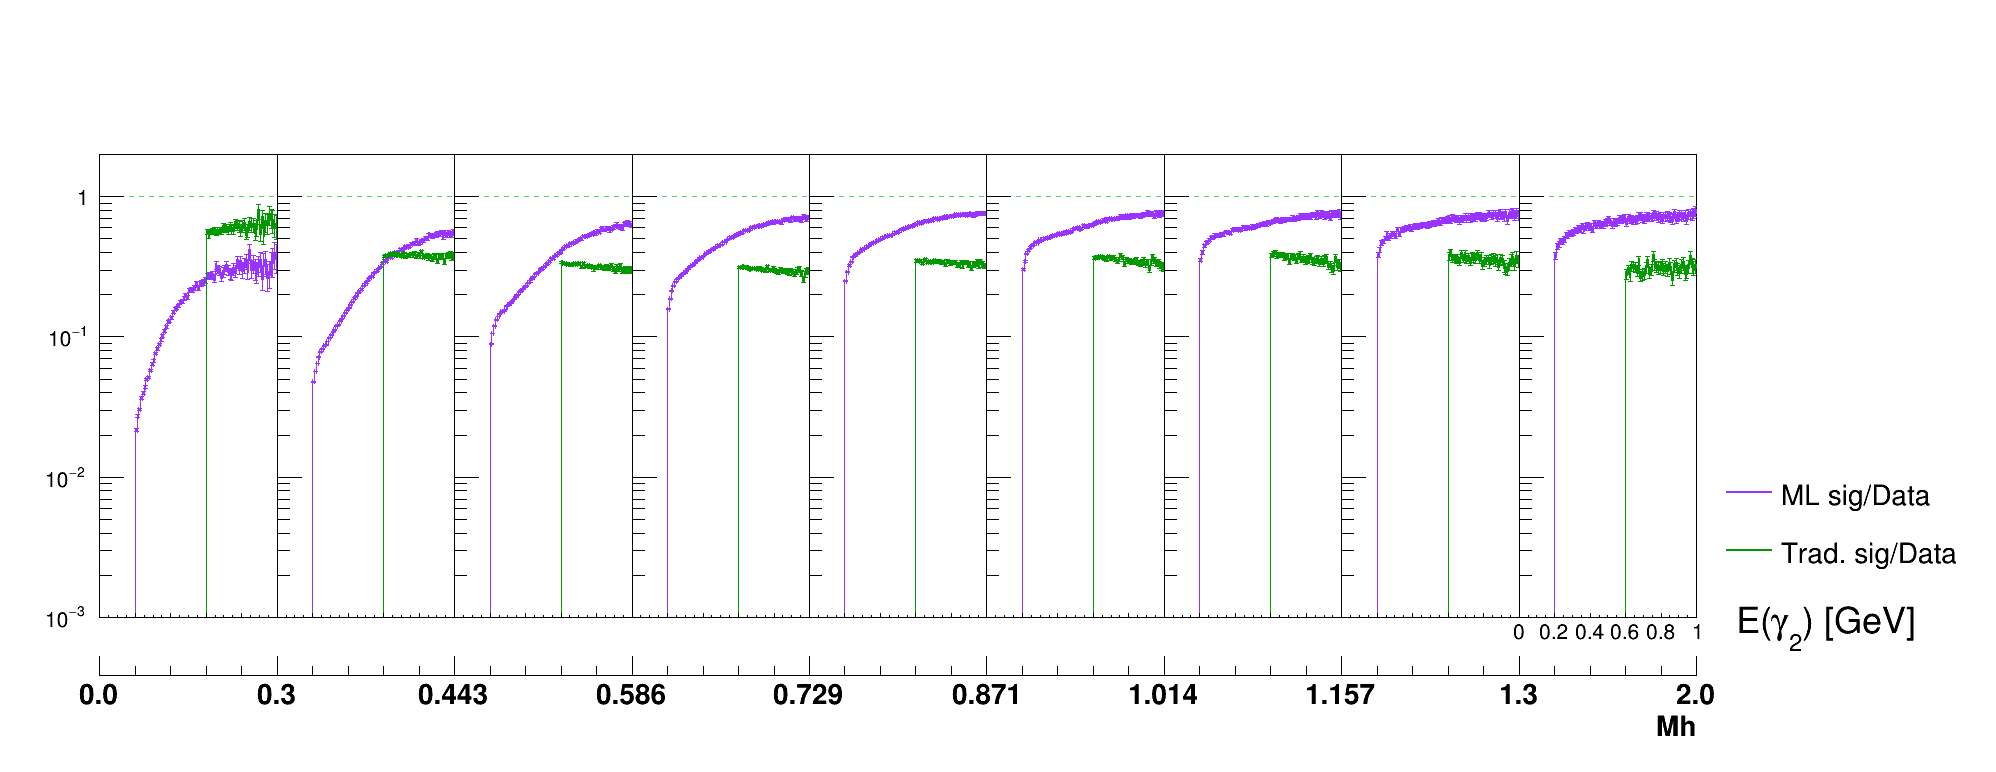 1
10⁻¹
10⁻²
10⁻³
ML sig/Data
Trad. sig/Data
E(γ₂) [GeV]
0 0.2 0.4 0.6 0.8 1
0.0 0.3 0.443 0.586 0.729 0.871 1.014 1.157 1.3 2.0
Mh